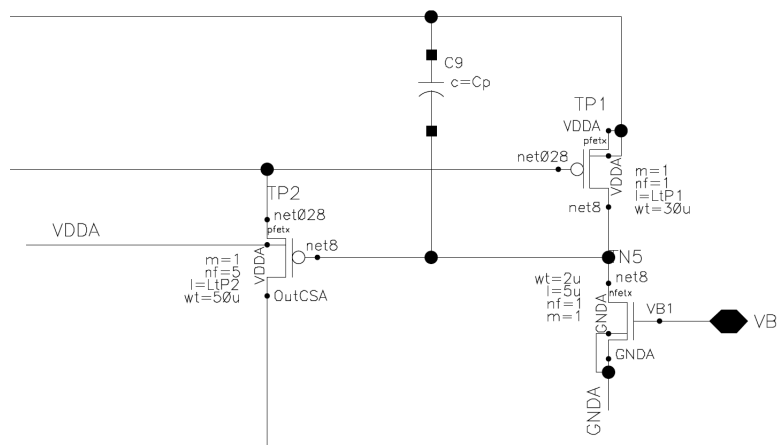 C9
c=Cp
TP1
VDDA
pfetx
net028
VDDA
m=1
nf=1
l=LtP1
wt=30u
net8
TP2
net028
pfetx
VDDA
net8
VDDA
m=1
nf=5
l=LtP2
wt=50u
OutCSA
TN5
net8
wt=2u
l=5u
nf=1
m=1
nfetx
GNDA
VB1
VB
GNDA
GNDA